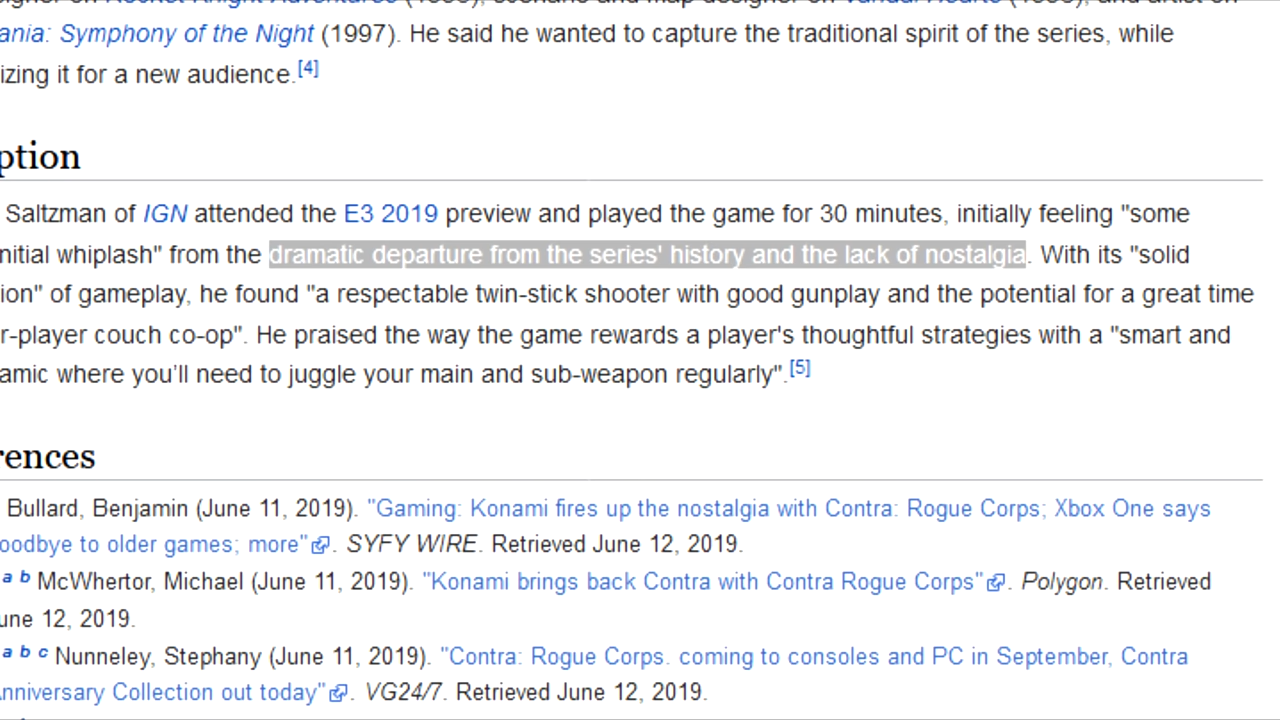 ania: Symphony of the Night (1997). He said he wanted to capture the traditional spirit of the series, while
izing it for a new audience.[4]
ption
Saltzman of IGN attended the E3 2019 preview and played the game for 30 minutes, initially feeling "some
nitial whiplash" from the dramatic departure from the series' history and the lack of nostalgia. With its "solid
ion" of gameplay, he found "a respectable twin-stick shooter with good gunplay and the potential for a great time
r-player couch co-op". He praised the way the game rewards a player's thoughtful strategies with a "smart and
amic where you'll need to juggle your main and sub-weapon regularly".[5]
rences
Bullard, Benjamin (June 11, 2019). "Gaming: Konami fires up the nostalgia with Contra: Rogue Corps; Xbox One says
oodbye to older games; more". SYFY WIRE. Retrieved June 12, 2019.
a b McWhertor, Michael (June 11, 2019). "Konami brings back Contra with Contra Rogue Corps". Polygon. Retrieved
une 12, 2019.
a b c Nunneley, Stephany (June 11, 2019). "Contra: Rogue Corps. coming to consoles and PC in September, Contra
nniversary Collection out today". VG24/7. Retrieved June 12, 2019.